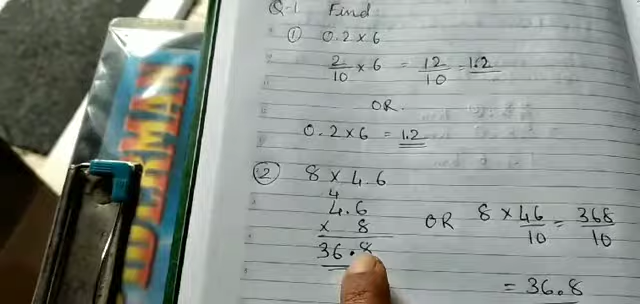 Q-1 Find
① 0.2 × 6
2/10 × 6 = 12/10 = 1.2
OR.
0.2 × 6 = 1.2
② 8 × 4.6
4
4.6
× 8
36.8
OR 8 × 46/10 = 368/10
= 36.8